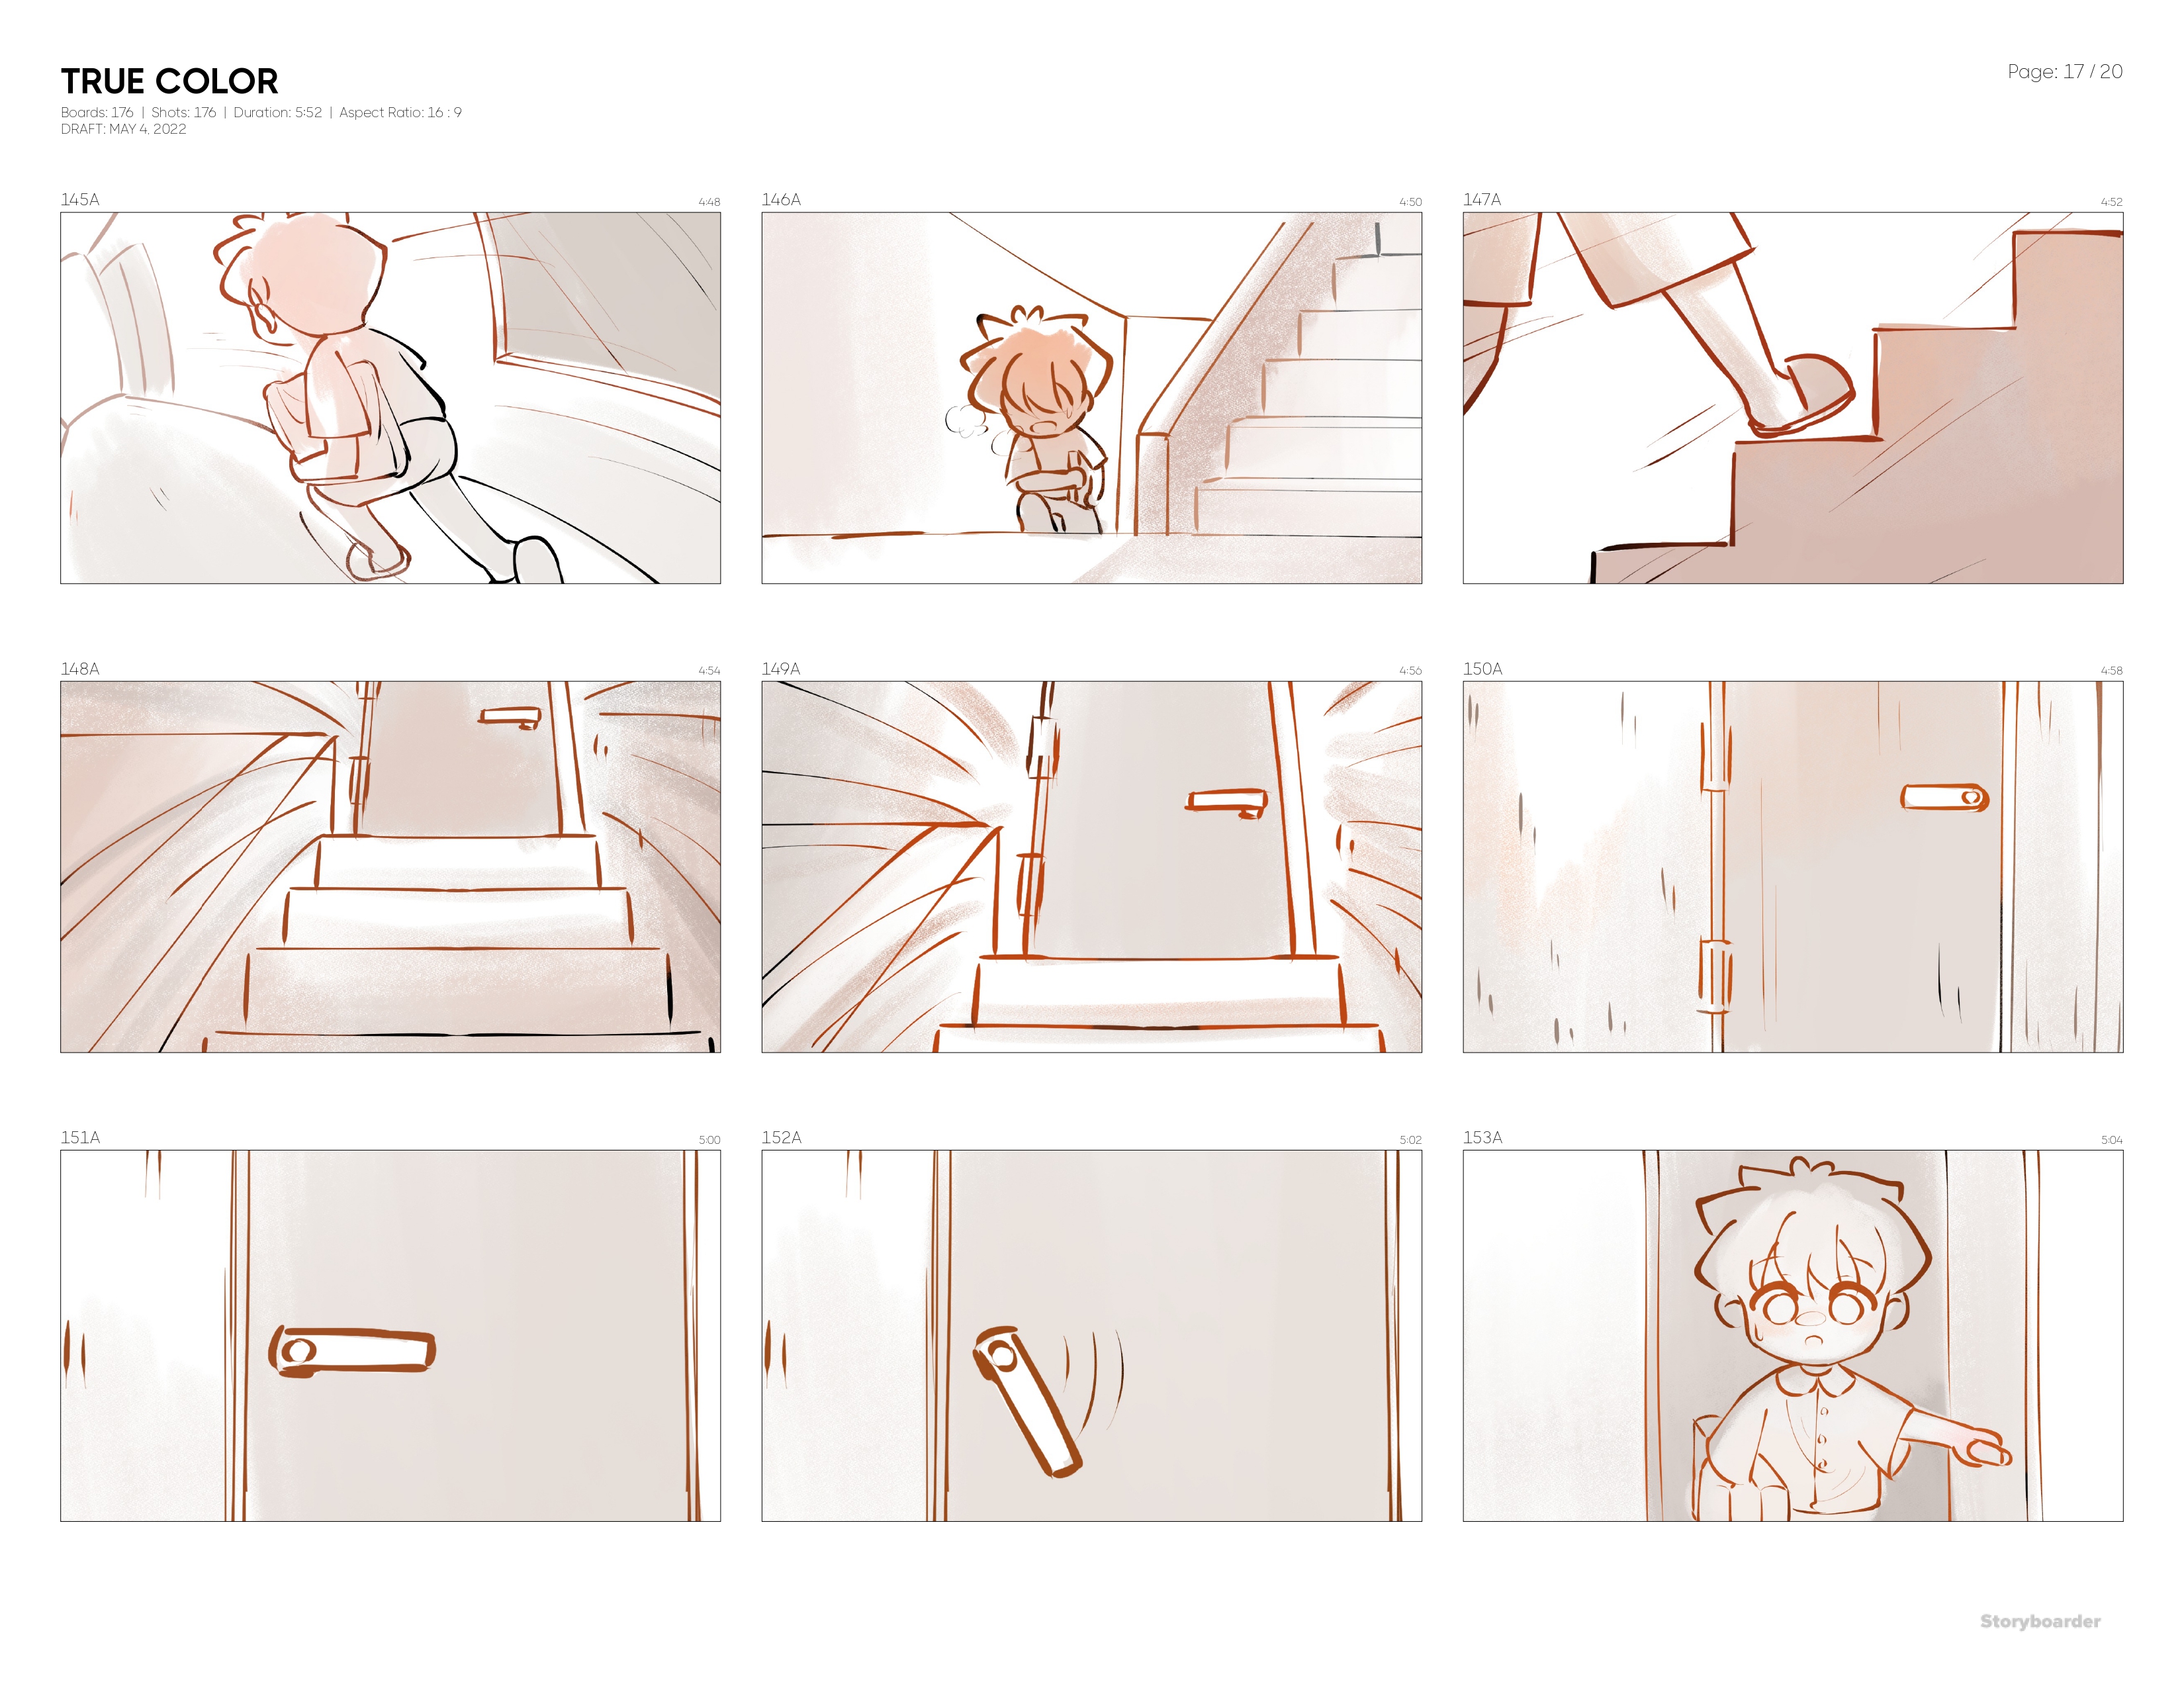 TRUE COLOR
Page: 17 / 20
Boards: 176 | Shots: 176 | Duration: 5:52 | Aspect Ratio: 16 : 9
DRAFT: MAY 4, 2022
145A 4:48
146A 4:50
147A 4:52
148A 4:54
149A 4:56
150A 4:58
151A 5:00
152A 5:02
153A 5:04
Storyboarder